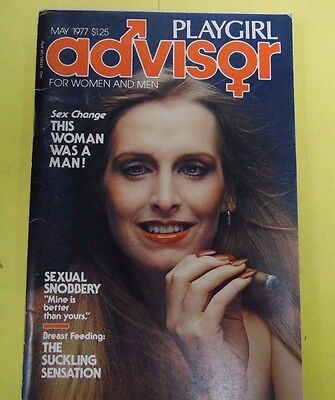 MAY 1977 $1.25
PLAYGIRL
advisor
FOR WOMEN AND MEN
Sex Change
THIS
WOMAN
WAS A
MAN!
SEXUAL
SNOBBERY
"Mine is
better
than yours."
Breast Feeding:
THE
SUCKLING
SENSATION